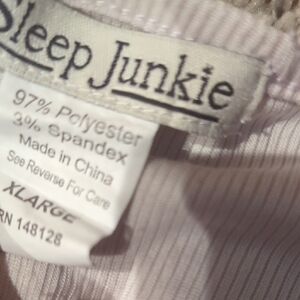 Sleep Junkie
97% Polyester
3% Spandex
Made in China
See Reverse For Care
XLARGE
RN 148128